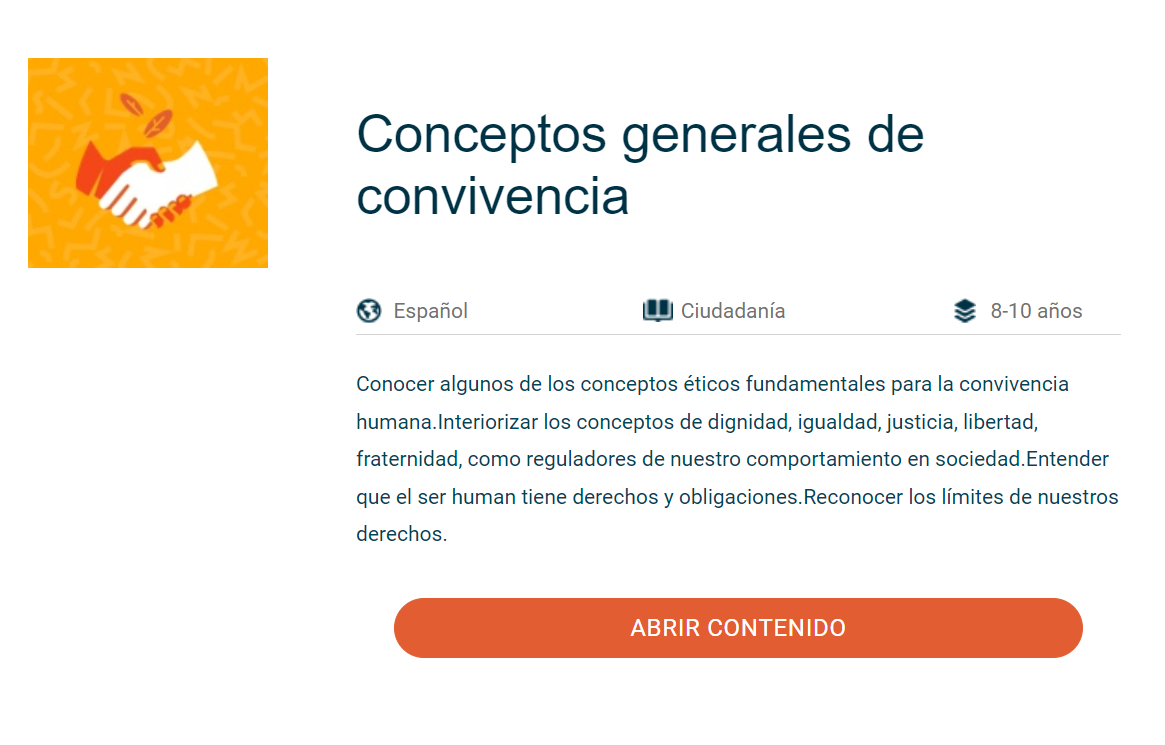 Conceptos generales de
convivencia
Español
Ciudadanía
8-10 años
Conocer algunos de los conceptos éticos fundamentales para la convivencia
humana.Interiorizar los conceptos de dignidad, igualdad, justicia, libertad,
fraternidad, como reguladores de nuestro comportamiento en sociedad.Entender
que el ser human tiene derechos y obligaciones.Reconocer los límites de nuestros
derechos.
ABRIR CONTENIDO